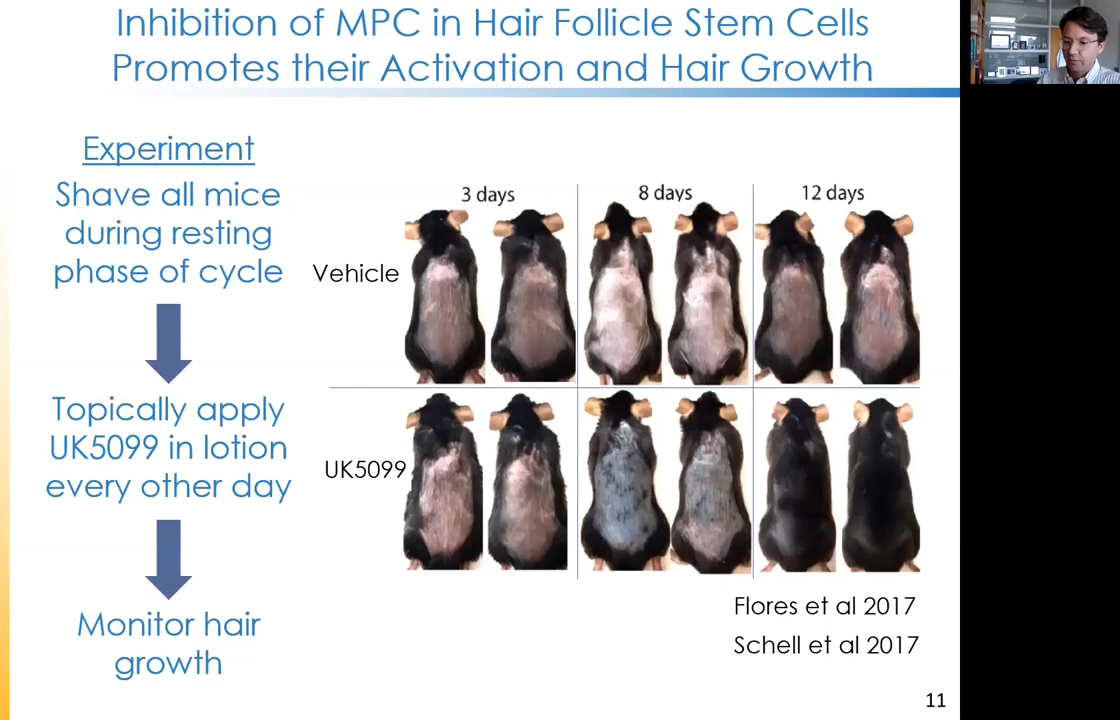 Inhibition of MPC in Hair Follicle Stem Cells
Promotes their Activation and Hair Growth
Experiment
Shave all mice
during resting
phase of cycle
Topically apply
UK5099 in lotion
every other day
Monitor hair
growth
3 days
8 days
12 days
Vehicle
UK5099
Flores et al 2017
Schell et al 2017
11